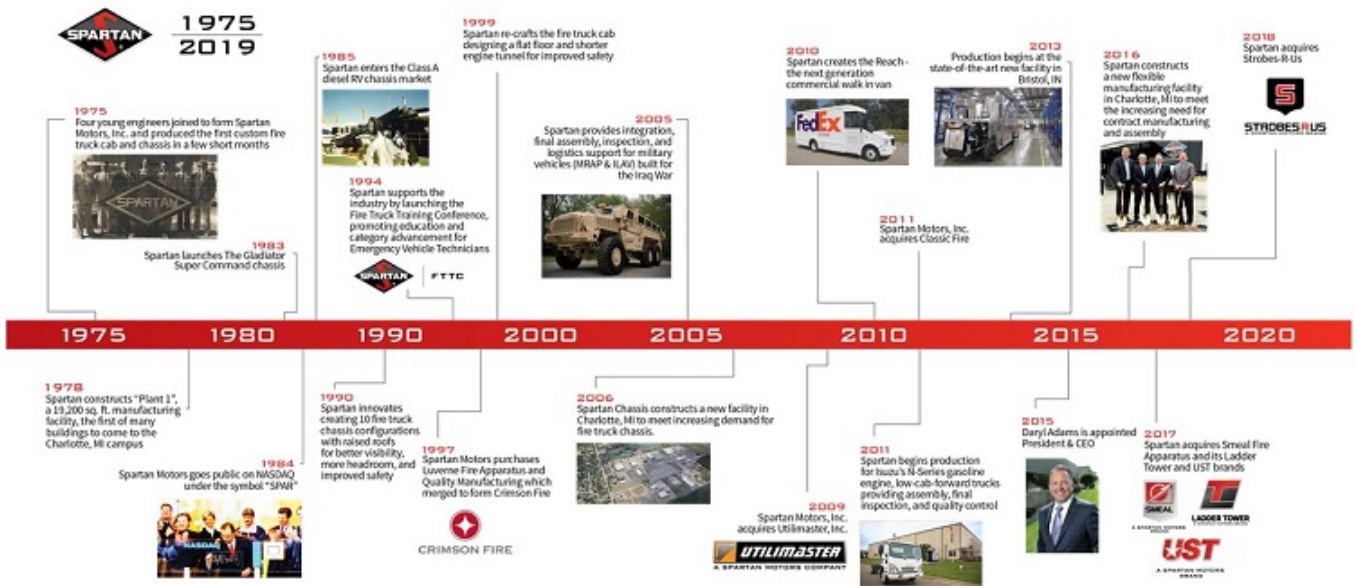 SPARTAN
1975
2019
1975
Four young engineers joined to form Spartan
Motors, Inc. and produced the first custom fire
truck cab and chassis in a few short months
SPARTAN
1983
Spartan launches The Gladiator
Super Command chassis
1985
Spartan enters the Class A
diesel RV chassis market
1994
Spartan supports the
industry by launching the
Fire Truck Training Conference,
promoting education and
category advancement for
Emergency Vehicle Technicians
SPARTAN
FTTC
1999
Spartan re-crafts the fire truck cab
designing a flat floor and shorter
engine tunnel for improved safety
2005
Spartan provides integration,
final assembly, inspection, and
logistics support for military
vehicles (MRAP & ILAV) built for
the Iraq War
2010
Spartan creates the Reach -
the next generation
commercial walk in van
FedEx
2011
Spartan Motors, Inc.
acquires Classic Fire
2013
Production begins at the
state-of-the-art new facility in
Bristol, IN
2016
Spartan constructs
a new flexible
manufacturing facility
in Charlotte, MI to meet
the increasing need for
contract manufacturing
and assembly
2018
Spartan acquires
Strobes-R-Us
S
STROBES R US
1975
1980
1990
2000
2005
2010
2015
2020
1978
Spartan constructs “Plant 1”,
a 19,200 sq. ft. manufacturing
facility, the first of many
buildings to come to the
Charlotte, MI campus
1984
Spartan Motors goes public on NASDAQ
under the symbol “SPAR”
NASDAQ
1990
Spartan innovates
creating 10 fire truck
chassis configurations
with raised roofs
for better visibility,
more headroom, and
improved safety
1997
Spartan Motors purchases
Luverne Fire Apparatus and
Quality Manufacturing which
merged to form Crimson Fire
CRIMSON FIRE
2006
Spartan Chassis constructs a new facility in
Charlotte, MI to meet increasing demand for
fire truck chassis.
2009
Spartan Motors, Inc.
acquires Utilimaster, Inc.
UTILIMASTER
A SPARTAN MOTORS COMPANY
2011
Spartan begins production
for Isuzu's N-Series gasoline
engine, low-cab-forward trucks
providing assembly, final
inspection, and quality control
2015
Daryl Adams is appointed
President & CEO
2017
Spartan acquires Smeal Fire
Apparatus and its Ladder
Tower and UST brands
SMEAL
A SPARTAN MOTORS
BRAND
LADDER TOWER
UST
A SPARTAN MOTORS
BRAND